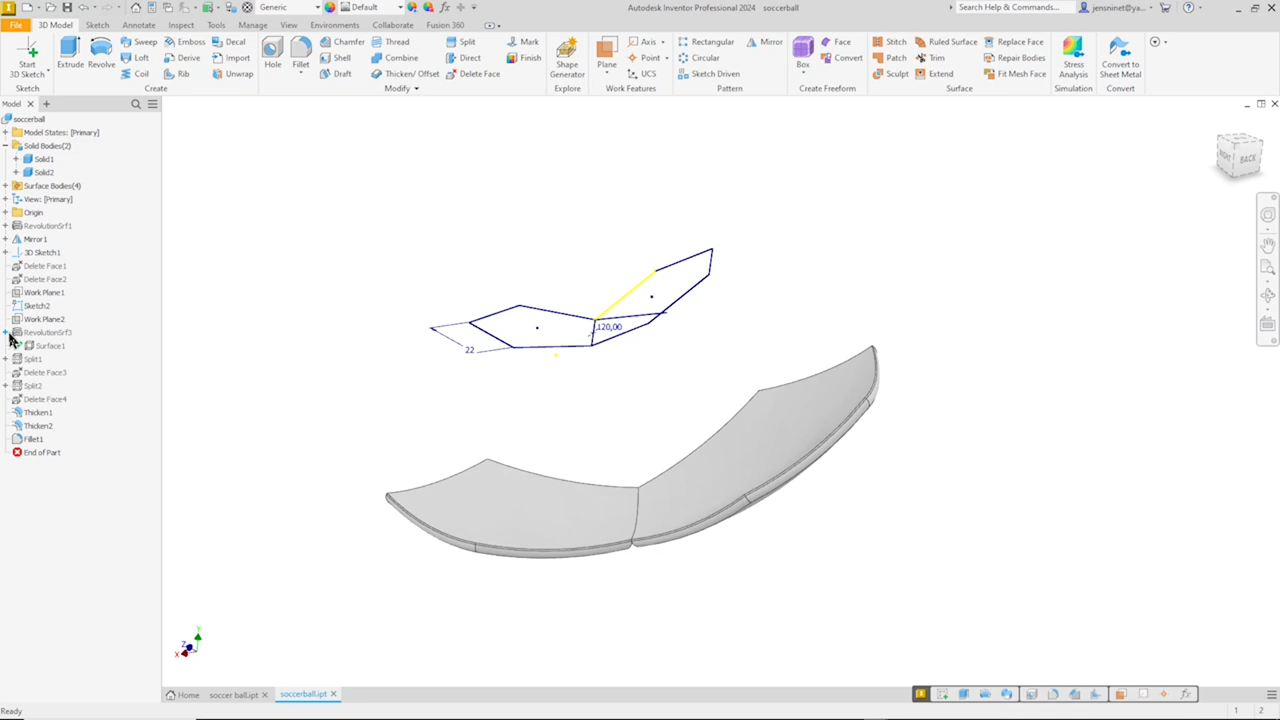 Generic
Default
Autodesk Inventor Professional 2024 soccerball
Search Help & Commands...
jensninet@ya...
File 3D Model Sketch Annotate Inspect Tools Manage View Environments Collaborate Fusion 360
Start
3D Sketch
Sketch
Extrude
Revolve
Sweep
Loft
Coil
Emboss
Derive
Rib
Decal
Import
Unwrap
Create
Hole
Fillet
Chamfer
Shell
Draft
Thread
Combine
Thicken/ Offset
Split
Direct
Delete Face
Mark
Finish
Modify
Shape
Generator
Explore
Plane
Axis
Point
UCS
Work Features
Rectangular
Circular
Sketch Driven
Mirror
Pattern
Box
Face
Convert
Create Freeform
Stitch
Patch
Sculpt
Ruled Surface
Trim
Extend
Replace Face
Repair Bodies
Fit Mesh Face
Surface
Stress
Analysis
Simulation
Convert to
Sheet Metal
Convert
Model
soccerball
Model States: [Primary]
Solid Bodies(2)
Solid1
Solid2
Surface Bodies(4)
View: [Primary]
Origin
RevolutionSrf1
Mirror1
3D Sketch1
Delete Face1
Delete Face2
Work Plane1
Sketch2
Work Plane2
RevolutionSrf3
Surface1
Split1
Delete Face3
Split2
Delete Face4
Thicken1
Thicken2
Fillet1
End of Part
RIGHT BACK
120,00
22
Y
Z
X
Home soccer ball.ipt soccerball.ipt
Ready
1 2